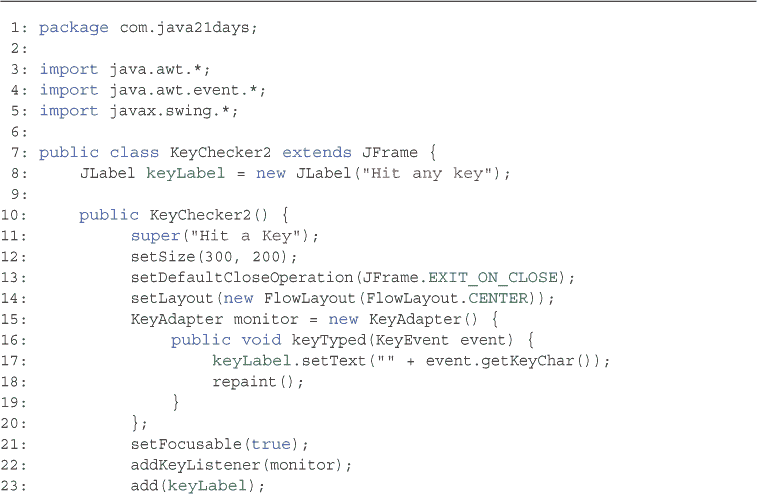 1: package com.java21days;
2:
3: import java.awt.*;
4: import java.awt.event.*;
5: import javax.swing.*;
6:
7: public class KeyChecker2 extends JFrame {
8:     JLabel keyLabel = new JLabel("Hit any key");
9:
10:     public KeyChecker2() {
11:         super("Hit a Key");
12:         setSize(300, 200);
13:         setDefaultCloseOperation(JFrame.EXIT_ON_CLOSE);
14:         setLayout(new FlowLayout(FlowLayout.CENTER));
15:         KeyAdapter monitor = new KeyAdapter() {
16:             public void keyTyped(KeyEvent event) {
17:                 keyLabel.setText("" + event.getKeyChar());
18:                 repaint();
19:             }
20:         };
21:         setFocusable(true);
22:         addKeyListener(monitor);
23:         add(keyLabel);